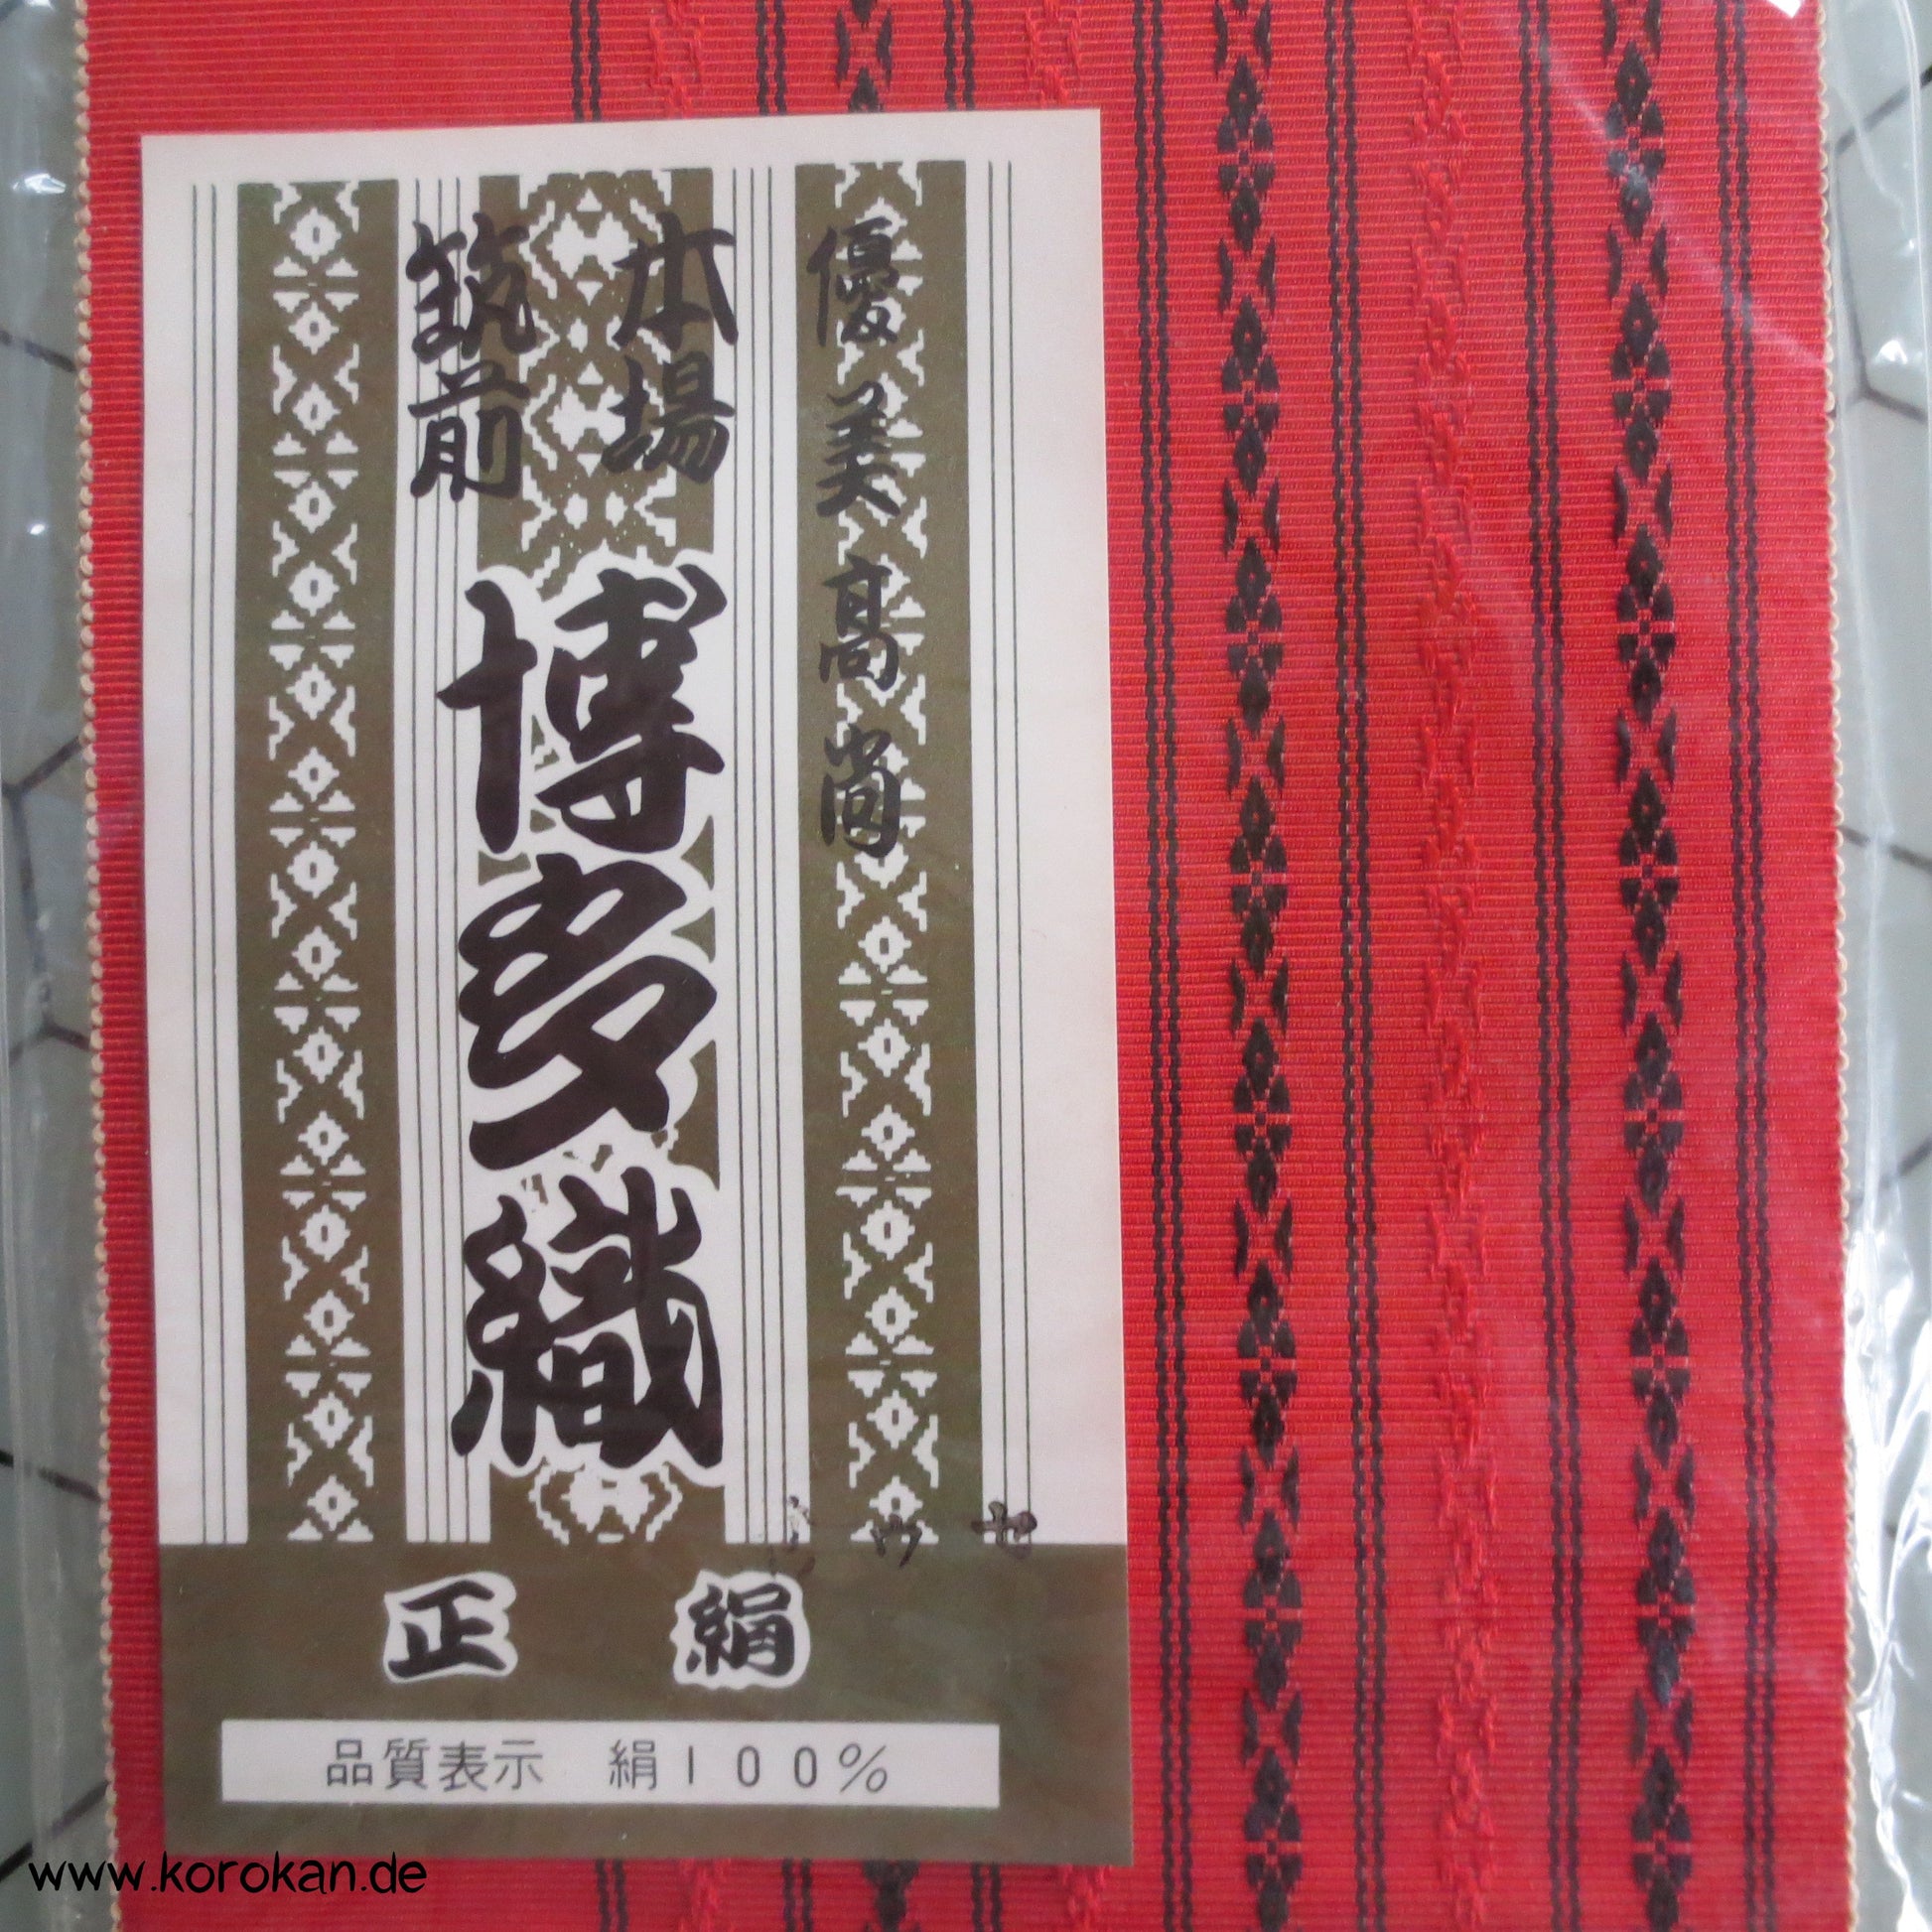 優美高尚
本場
筑前
博多織
正絹
品質表示　絹100%
www.korokan.de